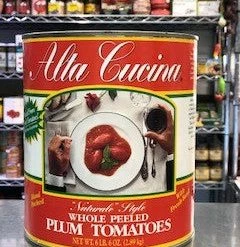 Alta Cucina
"Naturale" Style
WHOLE PEELED
PLUM TOMATOES
NET WT. 6 LB. 6 OZ. (2.89 kg)